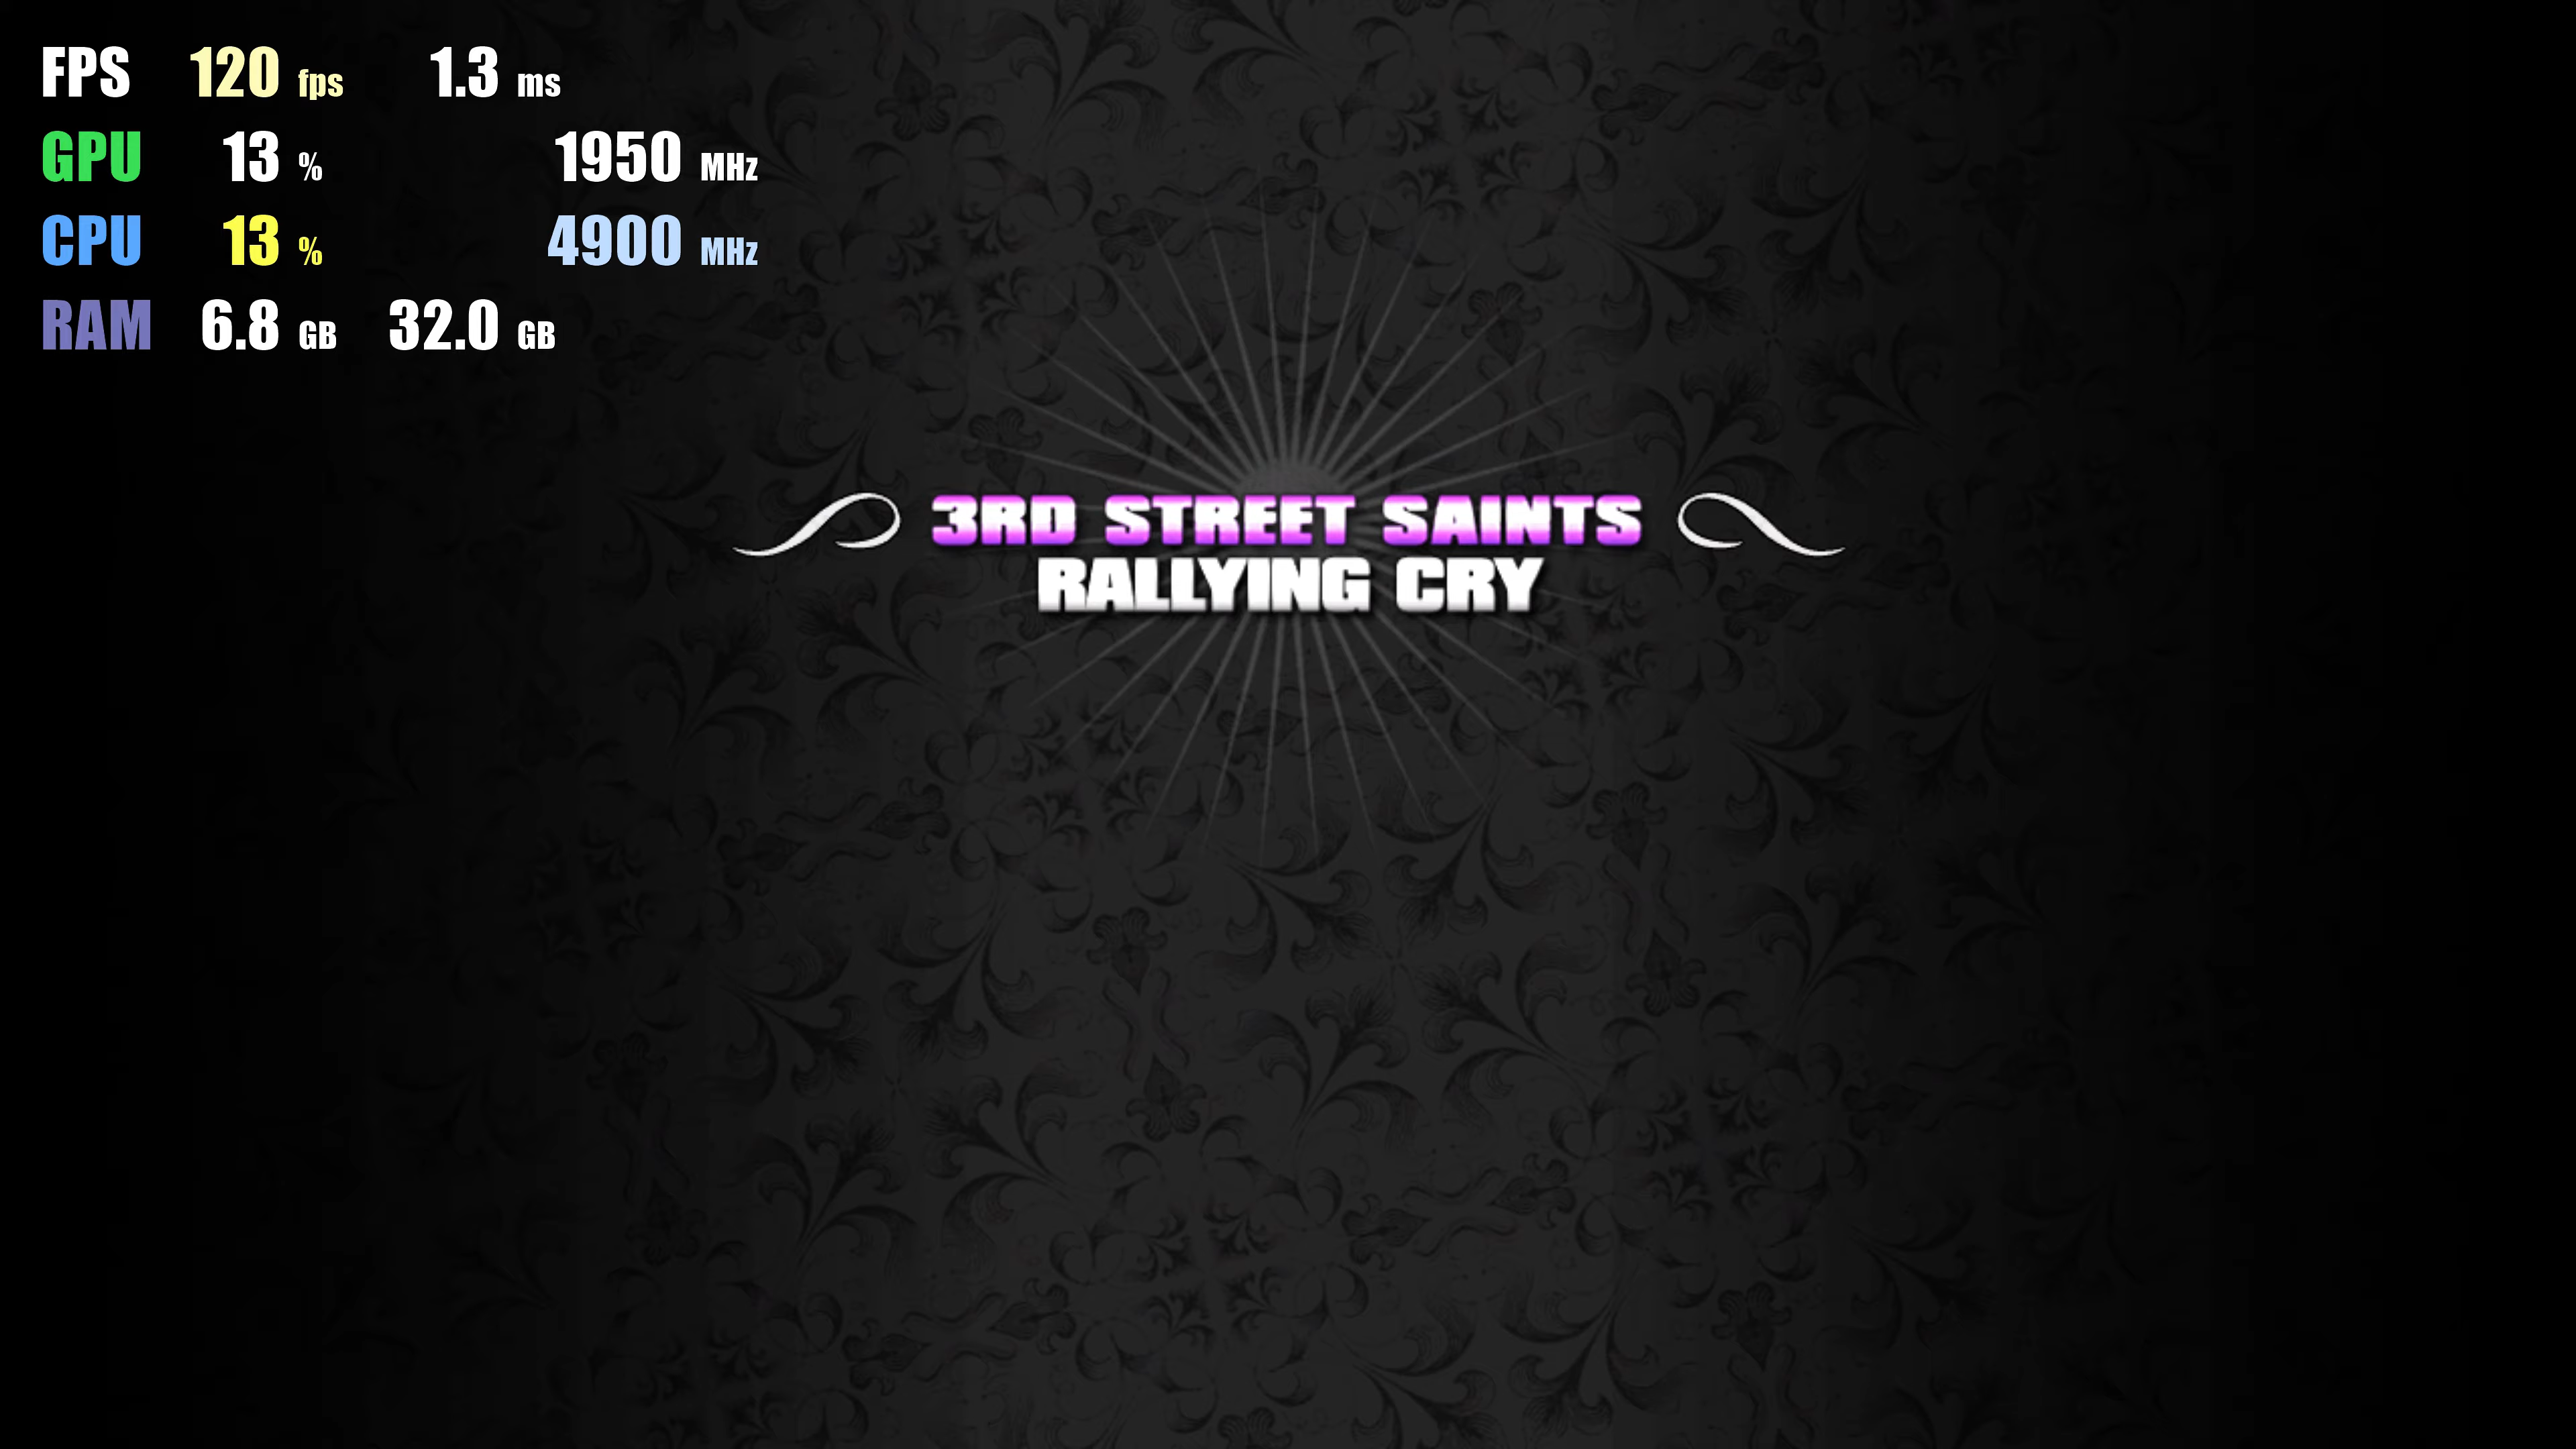 FPS 120 fps 1.3 ms
GPU 13 % 1950 MHz
CPU 13 % 4900 MHz
RAM 6.8 GB 32.0 GB
3RD STREET SAINTS
RALLYING CRY